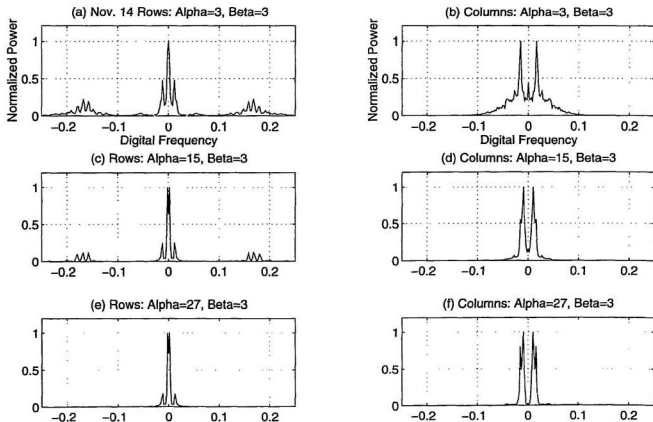 (a) Nov. 14 Rows: Alpha=3, Beta=3
Normalized Power
1
0.5
0
-0.2 -0.1 0 0.1 0.2
Digital Frequency
(b) Columns: Alpha=3, Beta=3
Normalized Power
1
0.5
0
-0.2 -0.1 0 0.1 0.2
Digital Frequency
(c) Rows: Alpha=15, Beta=3
1
0.5
0
-0.2 -0.1 0 0.1 0.2
(d) Columns: Alpha=15, Beta=3
1
0.5
0
-0.2 -0.1 0 0.1 0.2
(e) Rows: Alpha=27, Beta=3
1
0.5
0
-0.2 -0.1 0 0.1 0.2
(f) Columns: Alpha=27, Beta=3
1
0.5
0
-0.2 -0.1 0 0.1 0.2